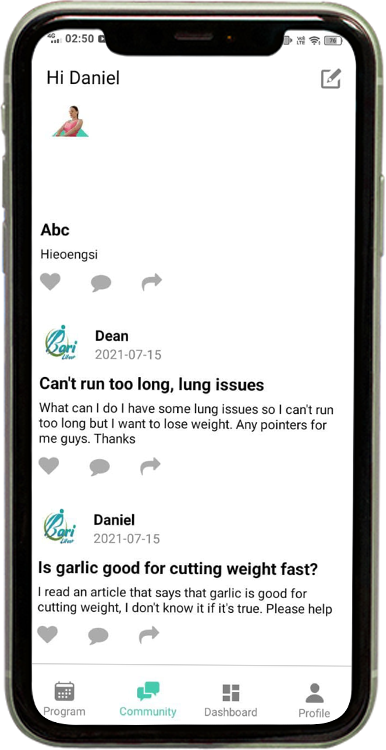 4G
02:50
Vo)
LTE
76
Hi Daniel
Abc
Hieoengsi
Bari
Dean
2021-07-15
Can't run too long, lung issues
What can I do I have some lung issues so I can't run
too long but I want to lose weight. Any pointers for
me guys. Thanks
Bari
Daniel
2021-07-15
Is garlic good for cutting weight fast?
I read an article that says that garlic is good for
cutting weight, I don't know it if it's true. Please help
Program
Community
Dashboard
Profile